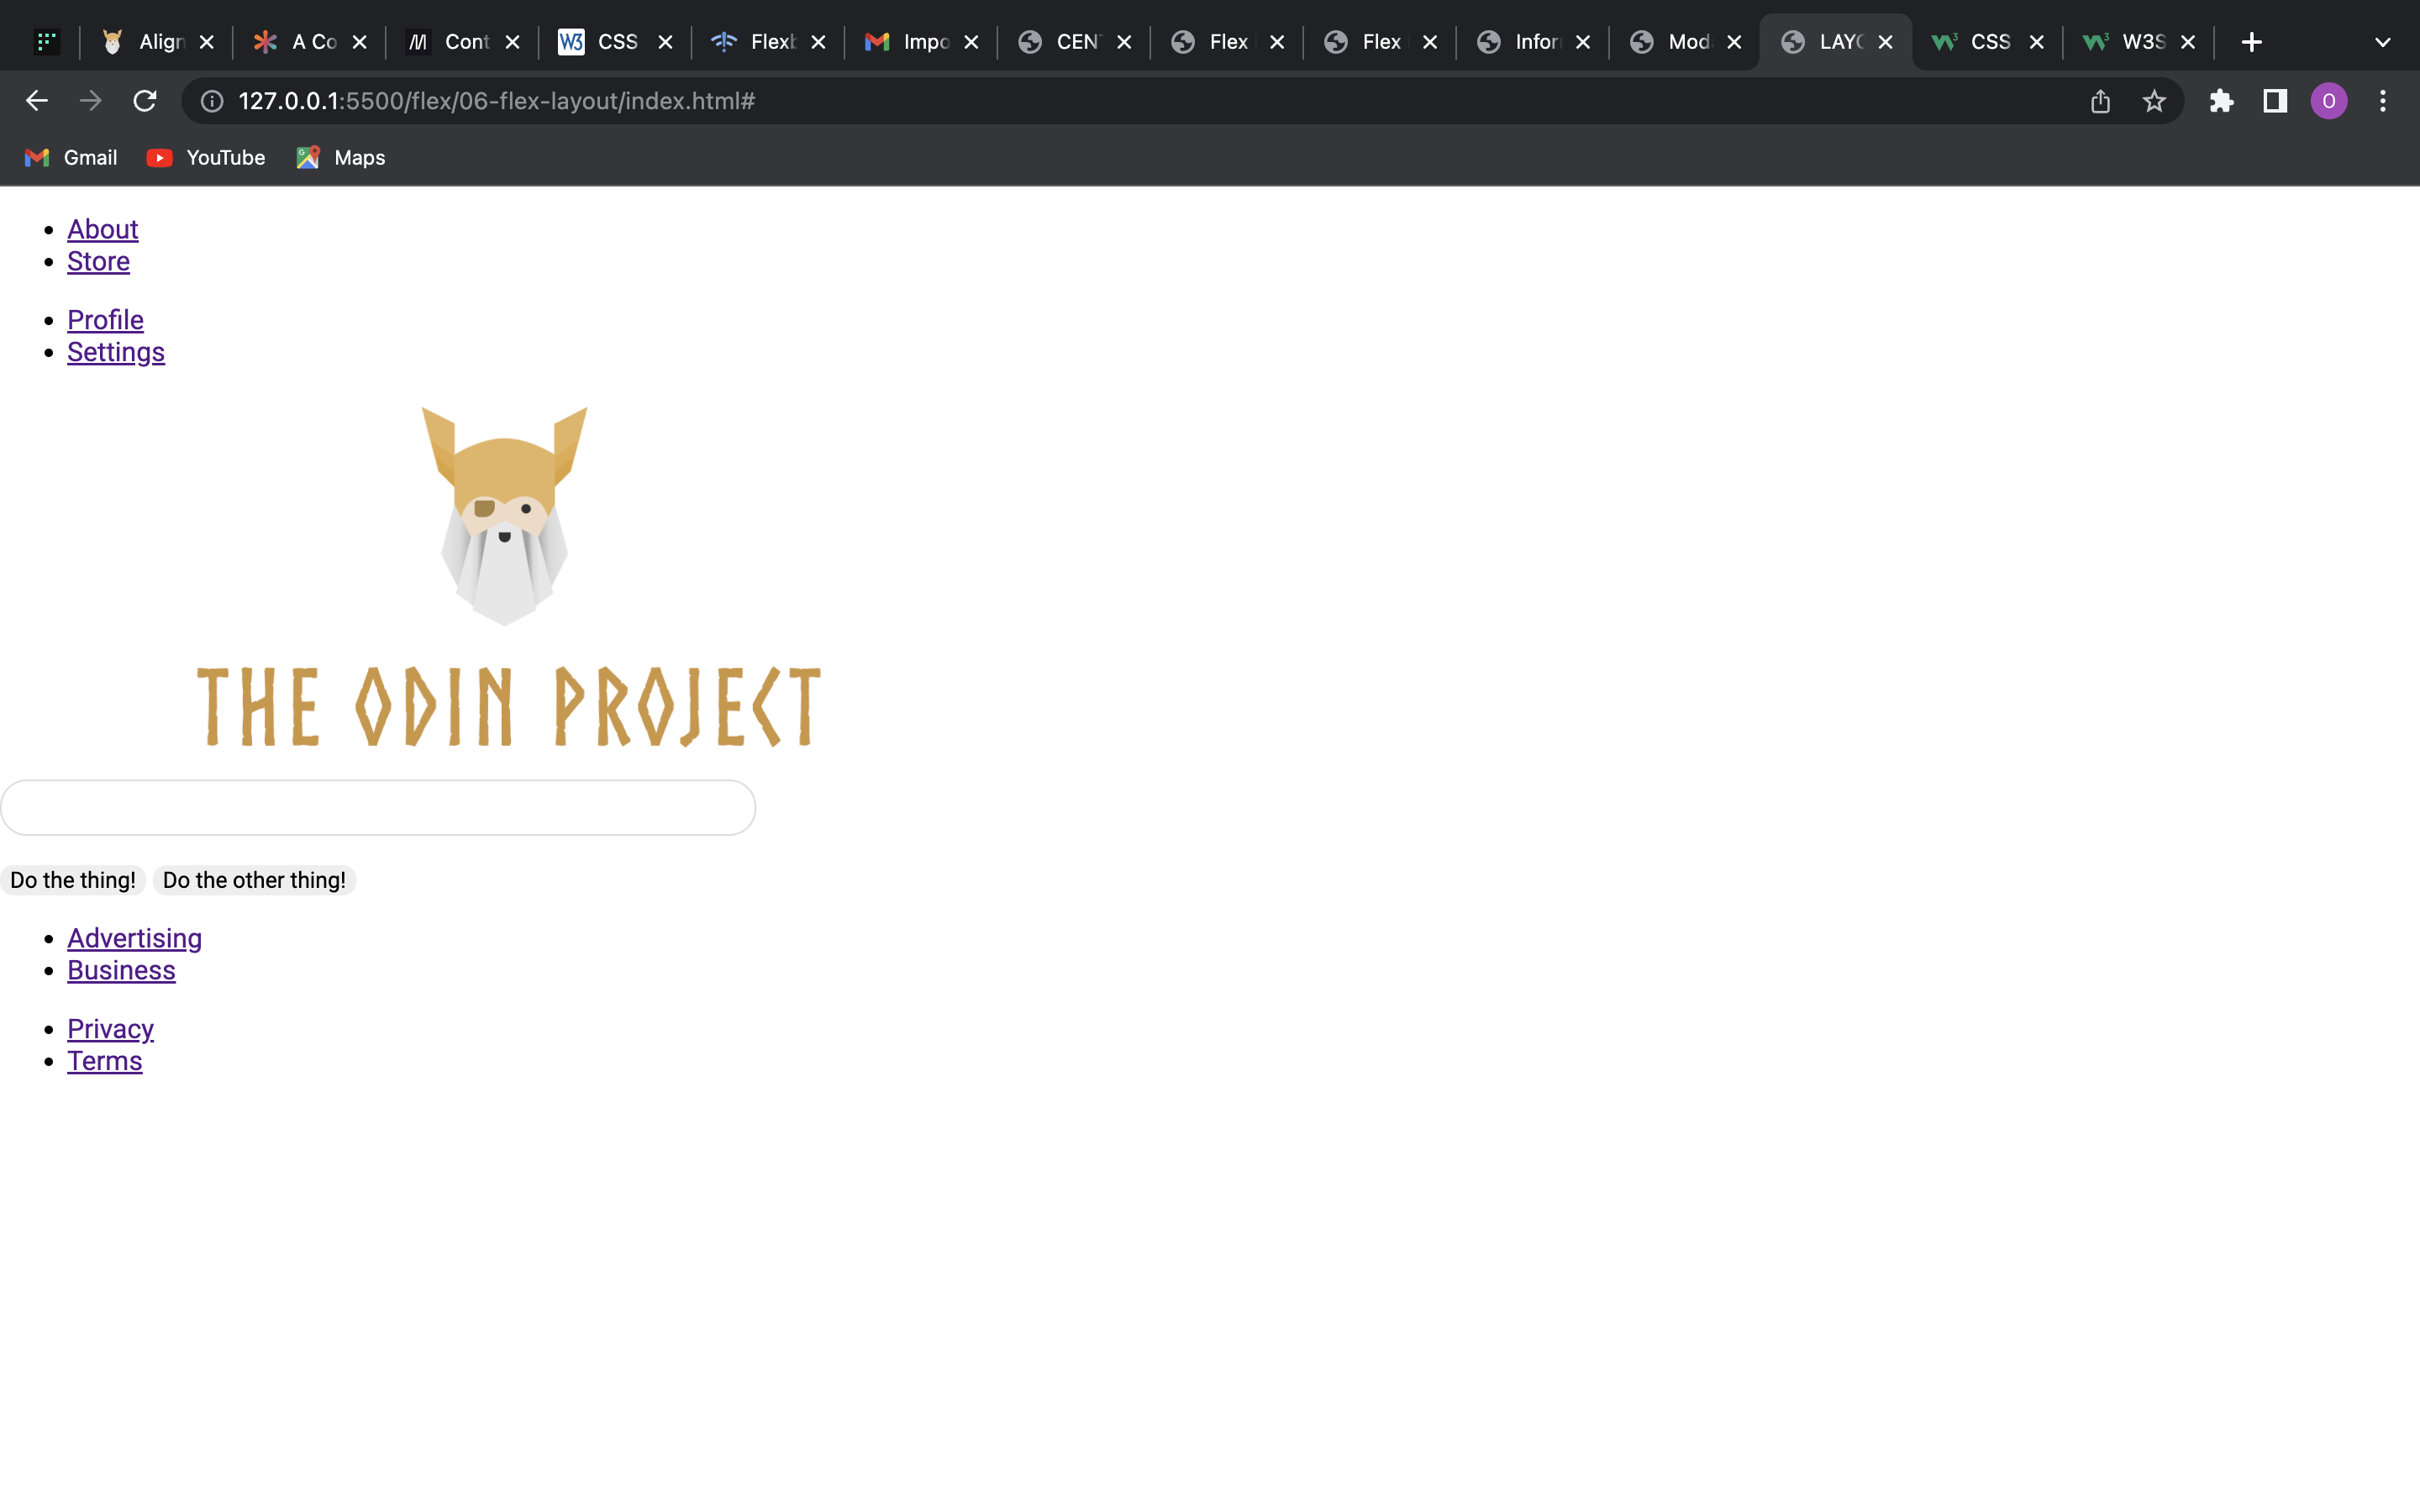 Align A Co Cont W3 CSS Flexb Impo CEN Flex Flex Infor Mod LAYC CSS W3S
127.0.0.1:5500/flex/06-flex-layout/index.html#
O
Gmail YouTube Maps
About
Store
Profile
Settings
THE ODIN PROJECT
Do the thing! Do the other thing!
Advertising
Business
Privacy
Terms